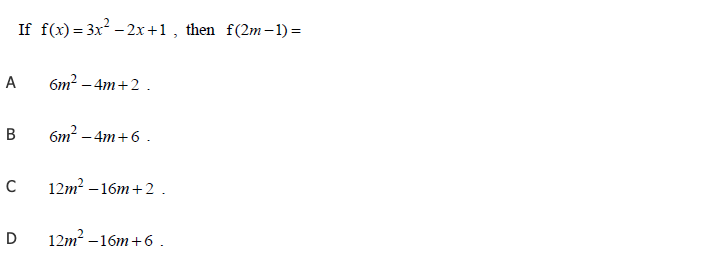 If f(x) = 3x² − 2x + 1 , then f(2m − 1) =
A 6m² − 4m + 2 .
B 6m² − 4m + 6 .
C 12m² − 16m + 2 .
D 12m² − 16m + 6 .